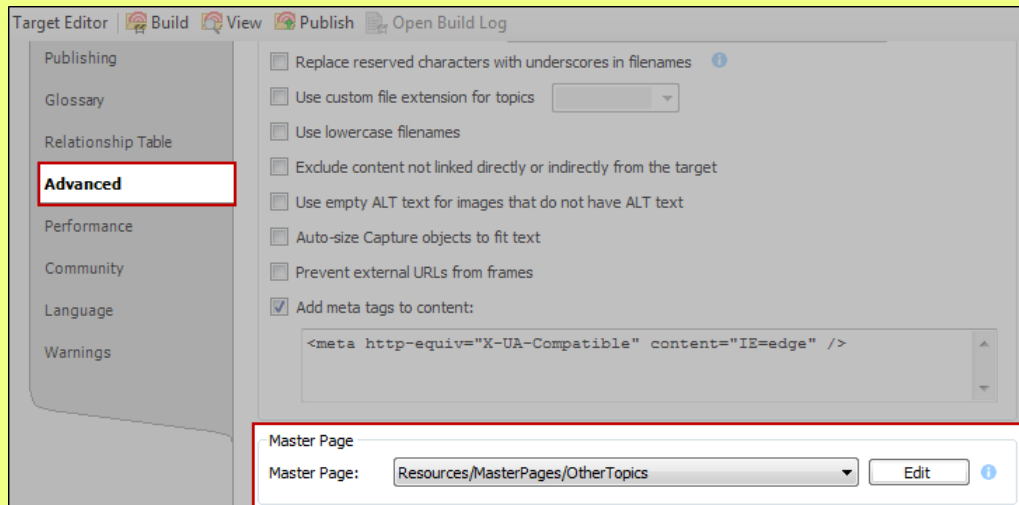 Target Editor Build View Publish Open Build Log
Publishing
Glossary
Relationship Table
Advanced
Performance
Community
Language
Warnings
Replace reserved characters with underscores in filenames
Use custom file extension for topics
Use lowercase filenames
Exclude content not linked directly or indirectly from the target
Use empty ALT text for images that do not have ALT text
Auto-size Capture objects to fit text
Prevent external URLs from frames
Add meta tags to content:
<meta http-equiv="X-UA-Compatible" content="IE=edge" />
Master Page
Master Page: Resources/MasterPages/OtherTopics Edit